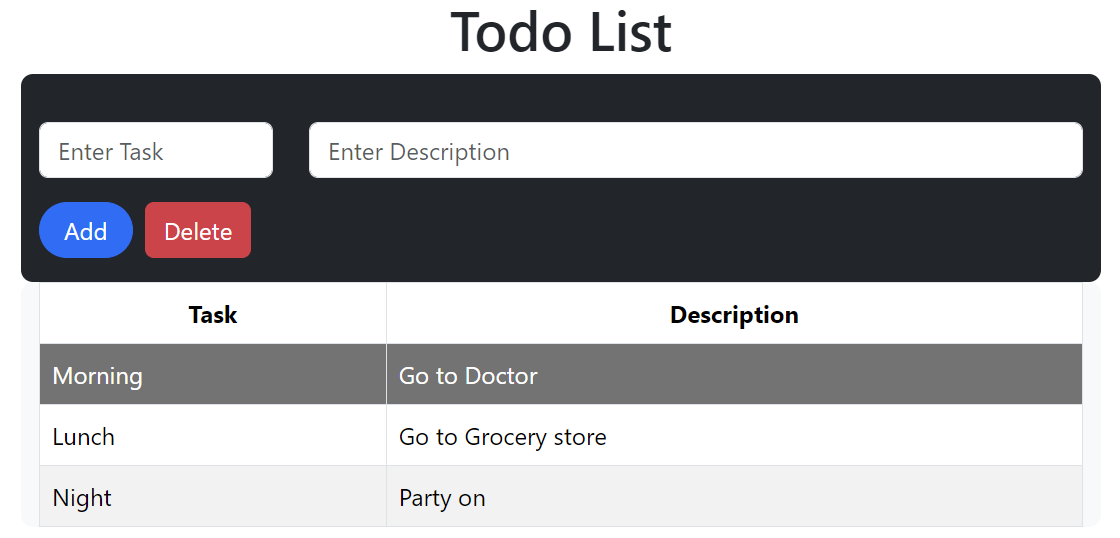 Todo List
Enter Task Enter Description
Add Delete
Task Description
Morning Go to Doctor
Lunch Go to Grocery store
Night Party on